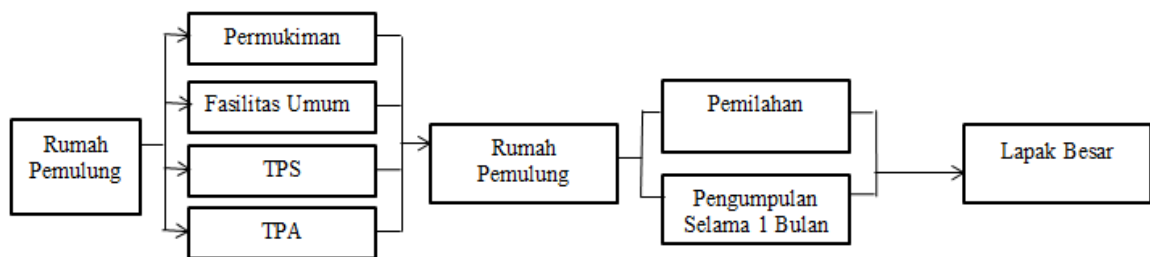 Rumah
Pemulung
Permukiman
Fasilitas Umum
TPS
TPA
Rumah
Pemulung
Pemilahan
Pengumpulan
Selama 1 Bulan
Lapak Besar